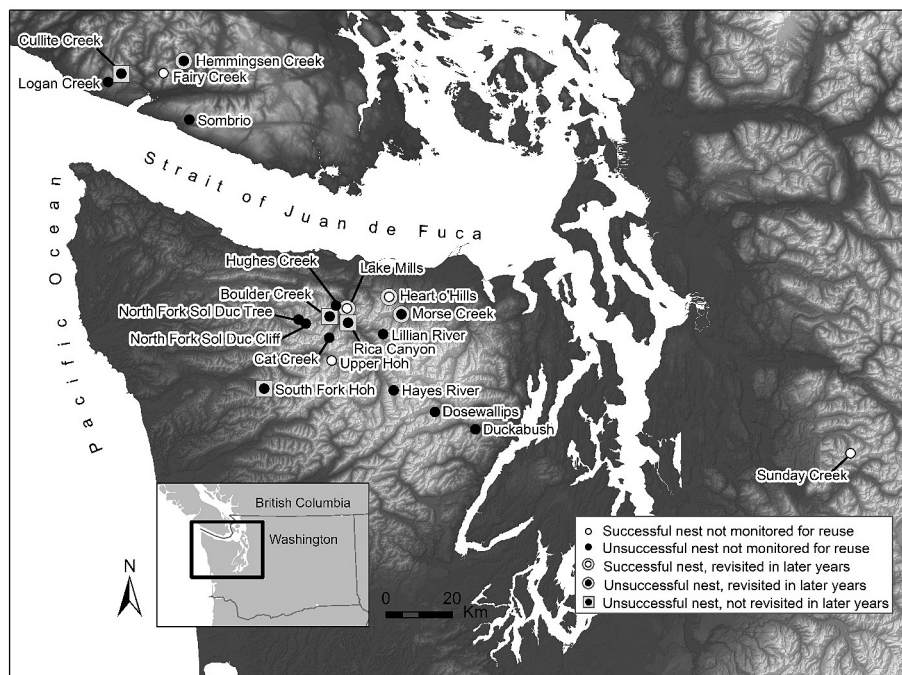 Cullite Creek
Hemmingsen Creek
Fairy Creek
Logan Creek
Sombrio
Strait of Juan de Fuca
Pacific Ocean
Hughes Creek
Lake Mills
Boulder Creek
Heart o'Hills
North Fork Sol Duc Tree
Morse Creek
North Fork Sol Duc Cliff
Lillian River
Rica Canyon
Cat Creek
Upper Hoh
South Fork Hoh
Hayes River
Dosewallips
Duckabush
Sunday Creek
British Columbia
Washington
N
0
10
20
Km
Successful nest not monitored for reuse
Unsuccessful nest not monitored for reuse
Successful nest, revisited in later years
Unsuccessful nest, revisited in later years
Unsuccessful nest, not revisited in later years